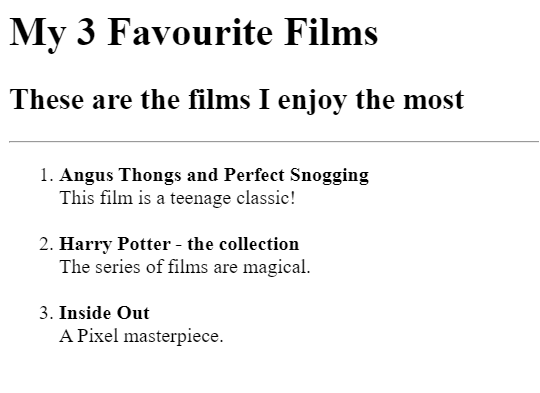 My 3 Favourite Films
These are the films I enjoy the most
1. Angus Thongs and Perfect Snogging
This film is a teenage classic!
2. Harry Potter - the collection
The series of films are magical.
3. Inside Out
A Pixel masterpiece.